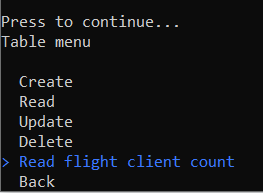 Press to continue...
Table menu
Create
Read
Update
Delete
> Read flight client count
Back